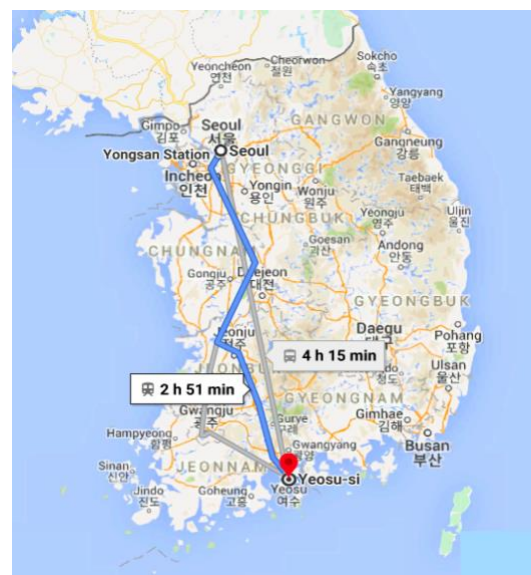 Cheorwon
철원
Yeoncheon
연천
Sokcho
속초
Yangyang
양양
GANGWON
Gimpo
김포
Seoul
서울
Seoul
Yongsan Station
Incheon
인천
GYEONGGI
Yongin
용인
Wonju
원주
Gangneung
강릉
Yeongju
영주
Taebaek
태백
CHUNGBUK
Goesan
괴산
Uljin
울진
CHUNGNAM
Andong
안동
Gongju
공주
Daejeon
대전
GYEONGBUK
Jeonju
전주
Daegu
대구
Pohang
포항
4 h 15 min
JEONBUK
2 h 51 min
Ulsan
울산
GYEONGNAM
Gwangju
광주
Gurye
구례
Gimhae
김해
Busan
부산
Hampyeong
함평
Gwangyang
광양
Sinan
신안
JEONNAM
Yeosu-si
Yeosu
여수
Jindo
진도
Goheung
고흥